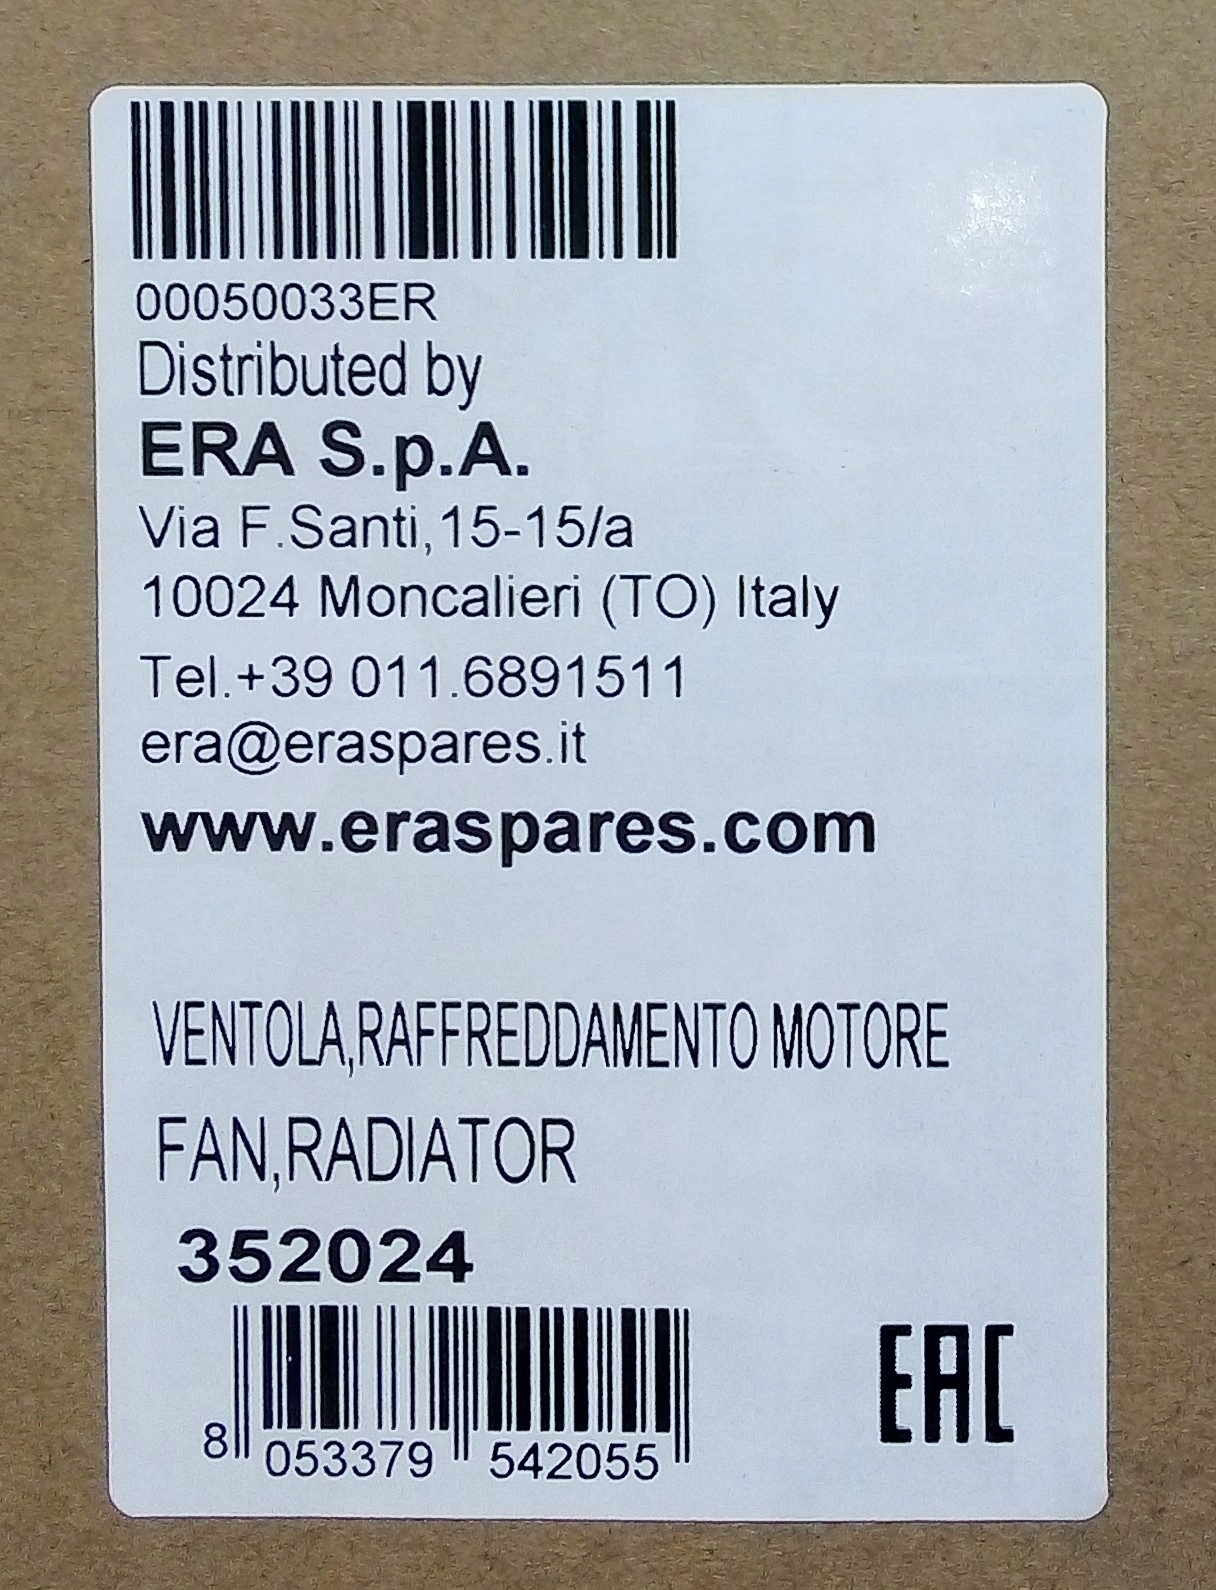 00050033ER
Distributed by
ERA S.p.A.
Via F.Santi,15-15/a
10024 Moncalieri (TO) Italy
Tel.+39 011.6891511
era@eraspares.it
www.eraspares.com
VENTOLA,RAFFREDDAMENTO MOTORE
FAN,RADIATOR
352024
8 053379 542055
EAC